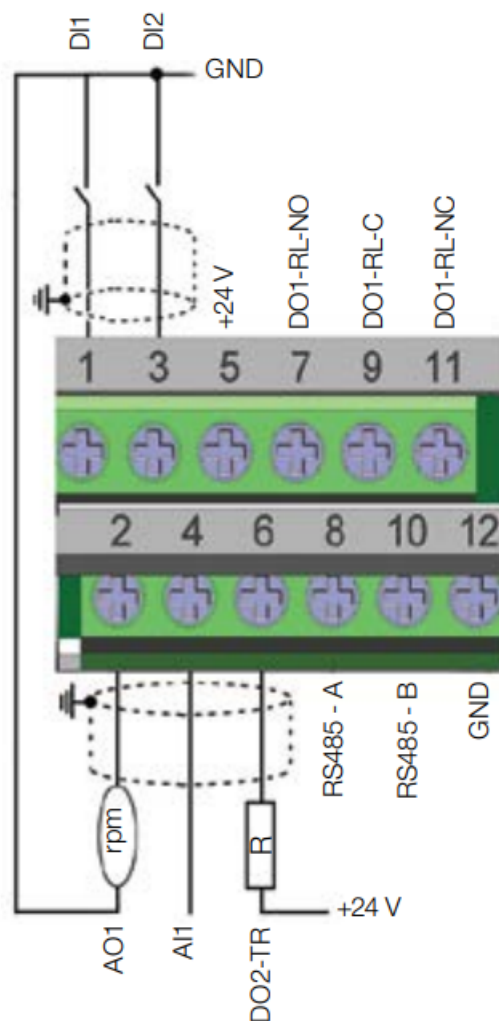 DI1
DI2
GND
+24 V
DO1-RL-NO
DO1-RL-C
DO1-RL-NC
1 3 5 7 9 11
2 4 6 8 10 12
RS485 - A
RS485 - B
GND
rpm
R
+24 V
AO1
AI1
DO2-TR